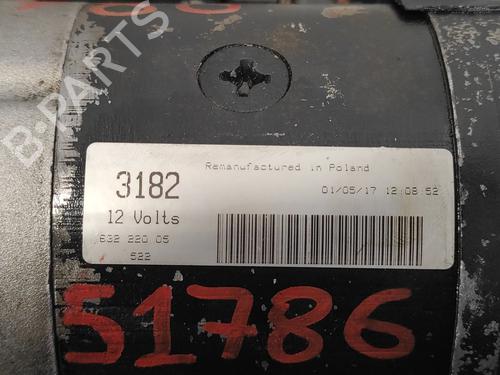 B-PARTS
3182
Remanufactured in Poland
01/05/17 12:08:52
12 Volts
632 220 05
522
51786